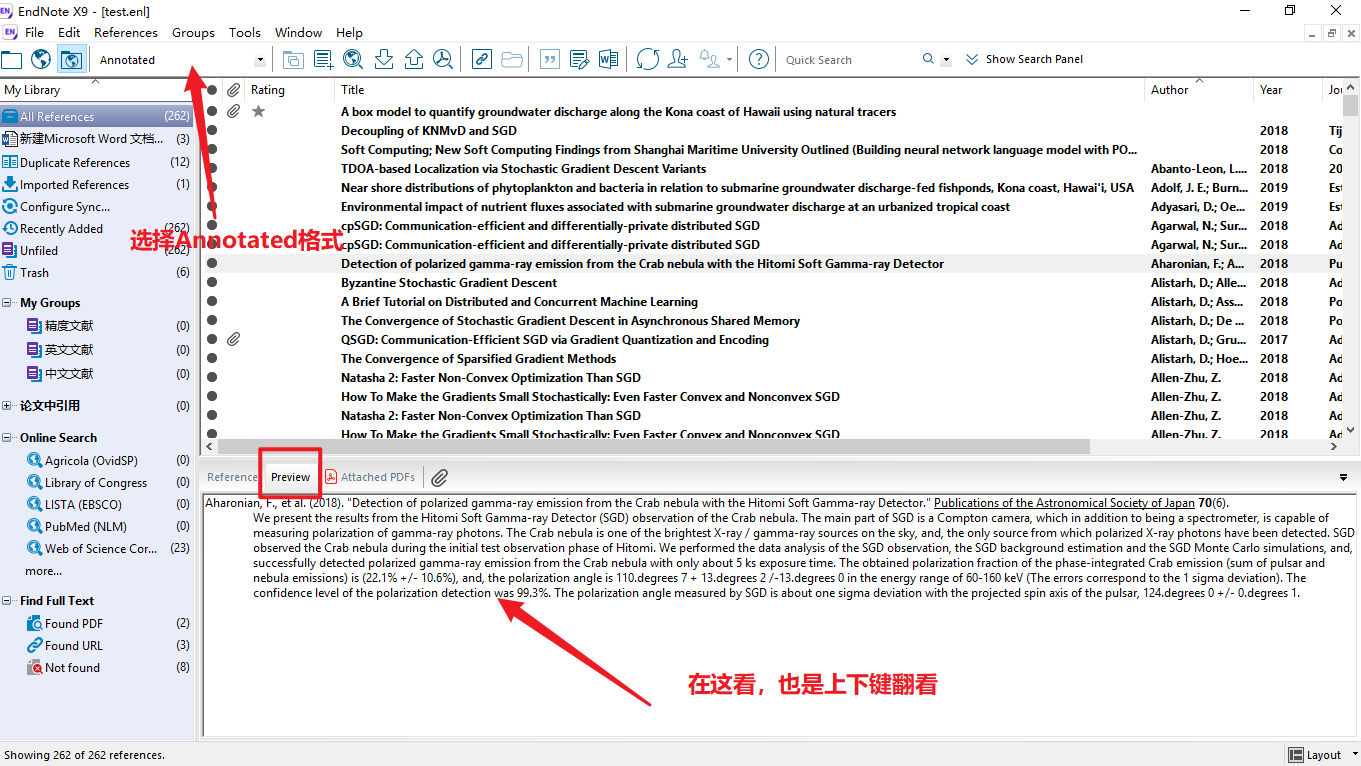 EndNote X9 - [test.enl]
File Edit References Groups Tools Window Help
Annotated
Quick Search
Show Search Panel
My Library
Rating Title Author Year Jo
All References (262)
新建Microsoft Word 文档... (3)
Duplicate References (12)
Imported References (1)
Configure Sync...
Recently Added (262)
Unfiled (262)
Trash (6)
My Groups
精度文献 (0)
英文文献 (0)
中文文献 (0)
论文中引用 (0)
Online Search
Agricola (OvidSP) (0)
Library of Congress (0)
LISTA (EBSCO) (0)
PubMed (NLM) (0)
Web of Science Cor... (23)
more...
Find Full Text
Found PDF (2)
Found URL (3)
Not found (8)
A box model to quantify groundwater discharge along the Kona coast of Hawaii using natural tracers
Decoupling of KNMvD and SGD 2018 Tij
Soft Computing; New Soft Computing Findings from Shanghai Maritime University Outlined (Building neural network language model with PO... 2018 Co
TDOA-based Localization via Stochastic Gradient Descent Variants Abanto-Leon, L.... 2018 20
Near shore distributions of phytoplankton and bacteria in relation to submarine groundwater discharge-fed fishponds, Kona coast, Hawai'i, USA Adolf, J. E.; Burn... 2019 Est
Environmental impact of nutrient fluxes associated with submarine groundwater discharge at an urbanized tropical coast Adyasari, D.; Oe... 2019 Est
cpSGD: Communication-efficient and differentially-private distributed SGD Agarwal, N.; Sur... 2018 Ad
cpSGD: Communication-efficient and differentially-private distributed SGD Agarwal, N.; Sur... 2018 Ad
Detection of polarized gamma-ray emission from the Crab nebula with the Hitomi Soft Gamma-ray Detector Aharonian, F.; A... 2018 Pu
Byzantine Stochastic Gradient Descent Alistarh, D.; Alle... 2018 Ad
A Brief Tutorial on Distributed and Concurrent Machine Learning Alistarh, D.; Ass... 2018 Po
The Convergence of Stochastic Gradient Descent in Asynchronous Shared Memory Alistarh, D.; De ... 2018 Po
QSGD: Communication-Efficient SGD via Gradient Quantization and Encoding Alistarh, D.; Gru... 2017 Ad
The Convergence of Sparsified Gradient Methods Alistarh, D.; Hoe... 2018 Ad
Natasha 2: Faster Non-Convex Optimization Than SGD Allen-Zhu, Z. 2018 Ad
How To Make the Gradients Small Stochastically: Even Faster Convex and Nonconvex SGD Allen-Zhu, Z. 2018 Ad
Natasha 2: Faster Non-Convex Optimization Than SGD Allen-Zhu, Z. 2018 Ad
How To Make the Gradients Small Stochastically: Even Faster Convex and Nonconvex SGD Allen-Zhu, Z. 2018 Ad
选择Annotated格式
Reference Preview Attached PDFs
Aharonian, F., et al. (2018). "Detection of polarized gamma-ray emission from the Crab nebula with the Hitomi Soft Gamma-ray Detector." Publications of the Astronomical Society of Japan 70(6).
We present the results from the Hitomi Soft Gamma-ray Detector (SGD) observation of the Crab nebula. The main part of SGD is a Compton camera, which in addition to being a spectrometer, is capable of
measuring polarization of gamma-ray photons. The Crab nebula is one of the brightest X-ray / gamma-ray sources on the sky, and, the only source from which polarized X-ray photons have been detected. SGD
observed the Crab nebula during the initial test observation phase of Hitomi. We performed the data analysis of the SGD observation, the SGD background estimation and the SGD Monte Carlo simulations, and,
successfully detected polarized gamma-ray emission from the Crab nebula with only about 5 ks exposure time. The obtained polarization fraction of the phase-integrated Crab emission (sum of pulsar and
nebula emissions) is (22.1% +/- 10.6%), and, the polarization angle is 110.degrees 7 + 13.degrees 2 /-13.degrees 0 in the energy range of 60-160 keV (The errors correspond to the 1 sigma deviation). The
confidence level of the polarization detection was 99.3%. The polarization angle measured by SGD is about one sigma deviation with the projected spin axis of the pulsar, 124.degrees 0 +/- 0.degrees 1.
在这看，也是上下键翻看
Showing 262 of 262 references.
Layout